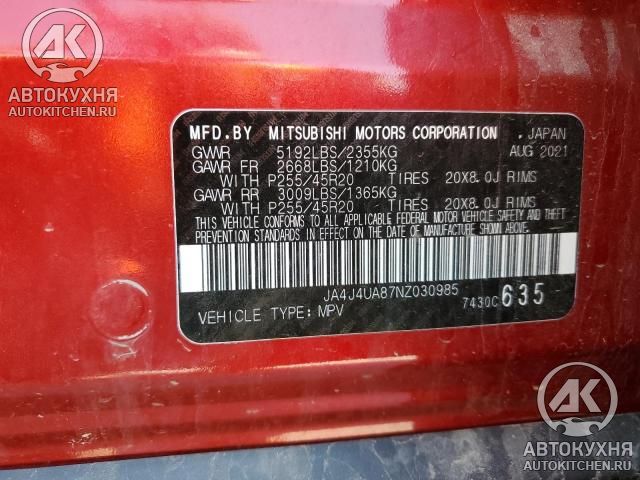 АК
АВТОКУХНЯ
AUTOKITCHEN.RU
MFD.BY MITSUBISHI MOTORS CORPORATION , JAPAN
GVWR 5192LBS/2355KG AUG 2021
GAWR FR 2668LBS/1210KG
WITH P255/45R20 TIRES 20X8.0J RIMS
GAWR RR 3009LBS/1365KG
WITH P255/45R20 TIRES 20X8.0J RIMS
THIS VEHICLE CONFORMS TO ALL APPLICABLE FEDERAL MOTOR VEHICLE SAFETY AND THEFT
PREVENTION STANDARDS IN EFFECT ON THE DATE OF MANUFACTURE SHOWN ABOVE.
JA4J4UA87NZ030985
VEHICLE TYPE: MPV 7430C 635
АК
АВТОКУХНЯ
AUTOKITCHEN.RU